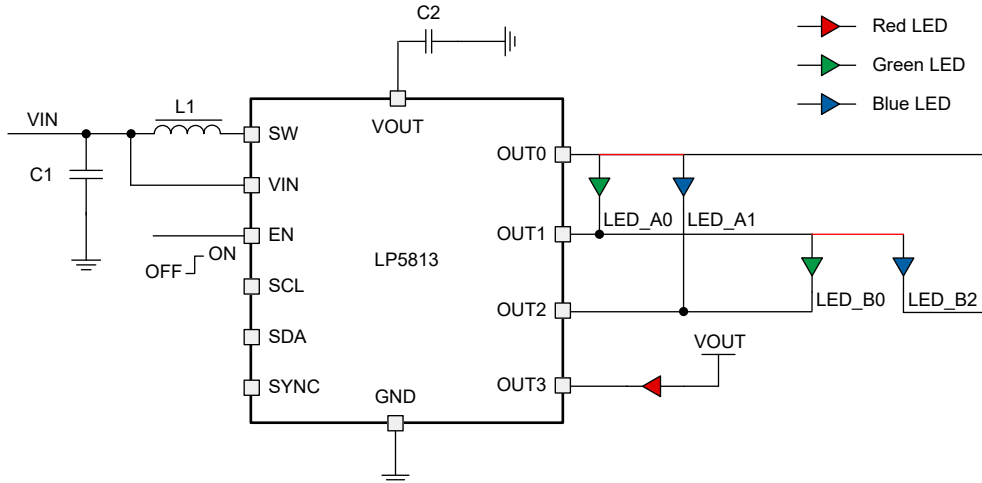 C2
Red LED
Green LED
Blue LED
VIN
L1
SW
VOUT
OUT0
C1
VIN
LED_A0
LED_A1
EN
OUT1
OFF
ON
LP5813
SCL
LED_B0
LED_B2
OUT2
SDA
VOUT
SYNC
GND
OUT3